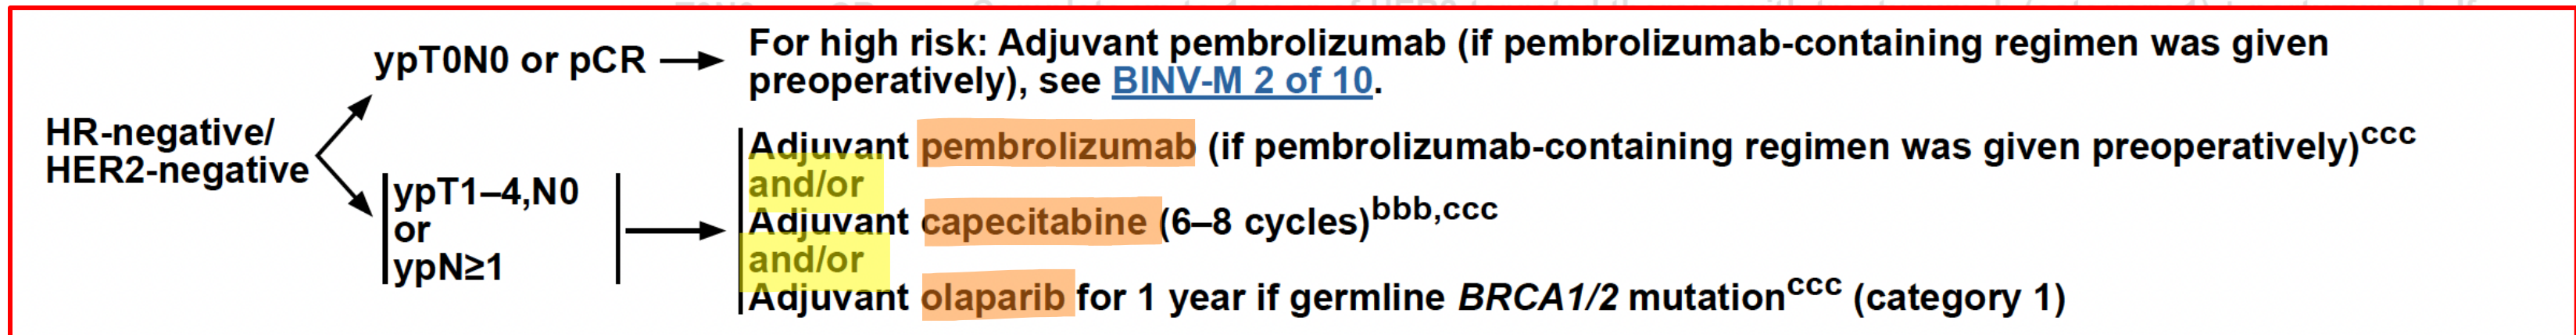 ypT0N0 or pCR
For high risk: Adjuvant pembrolizumab (if pembrolizumab-containing regimen was given
preoperatively), see BINV-M 2 of 10.
HR-negative/
HER2-negative
ypT1–4,N0
or
ypN≥1
Adjuvant pembrolizumab (if pembrolizumab-containing regimen was given preoperatively)ccc
and/or
Adjuvant capecitabine (6–8 cycles)bbb,ccc
and/or
Adjuvant olaparib for 1 year if germline BRCA1/2 mutationccc (category 1)